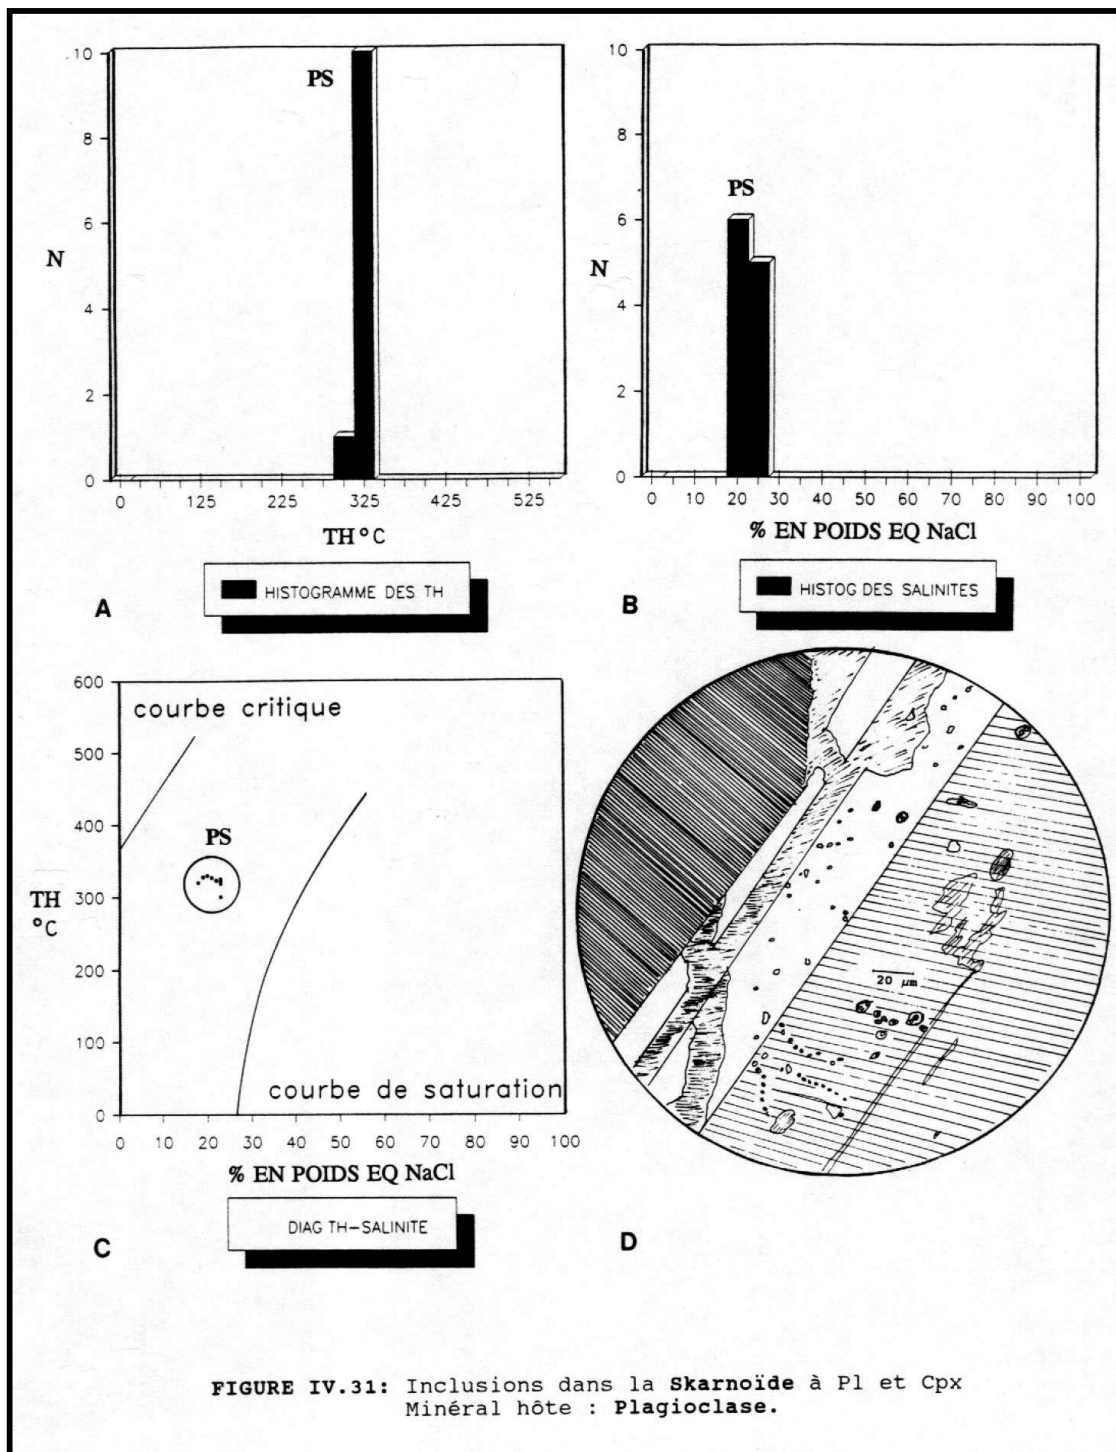 10
8
6
4
2
0
N
PS
0 125 225 325 425 525
TH °C
HISTOGRAMME DES TH
A
10
8
6
4
2
0
N
PS
0 10 20 30 40 50 60 70 80 90 100
% EN POIDS EQ NaCl
HISTOG DES SALINITES
B
600
500
400
300
200
100
0
TH
°C
courbe critique
PS
courbe de saturation
0 10 20 30 40 50 60 70 80 90 100
% EN POIDS EQ NaCl
DIAG TH-SALINITE
C
20 µm
D
FIGURE IV.31: Inclusions dans la Skarnoïde à Pl et Cpx
Minéral hôte : Plagioclase.